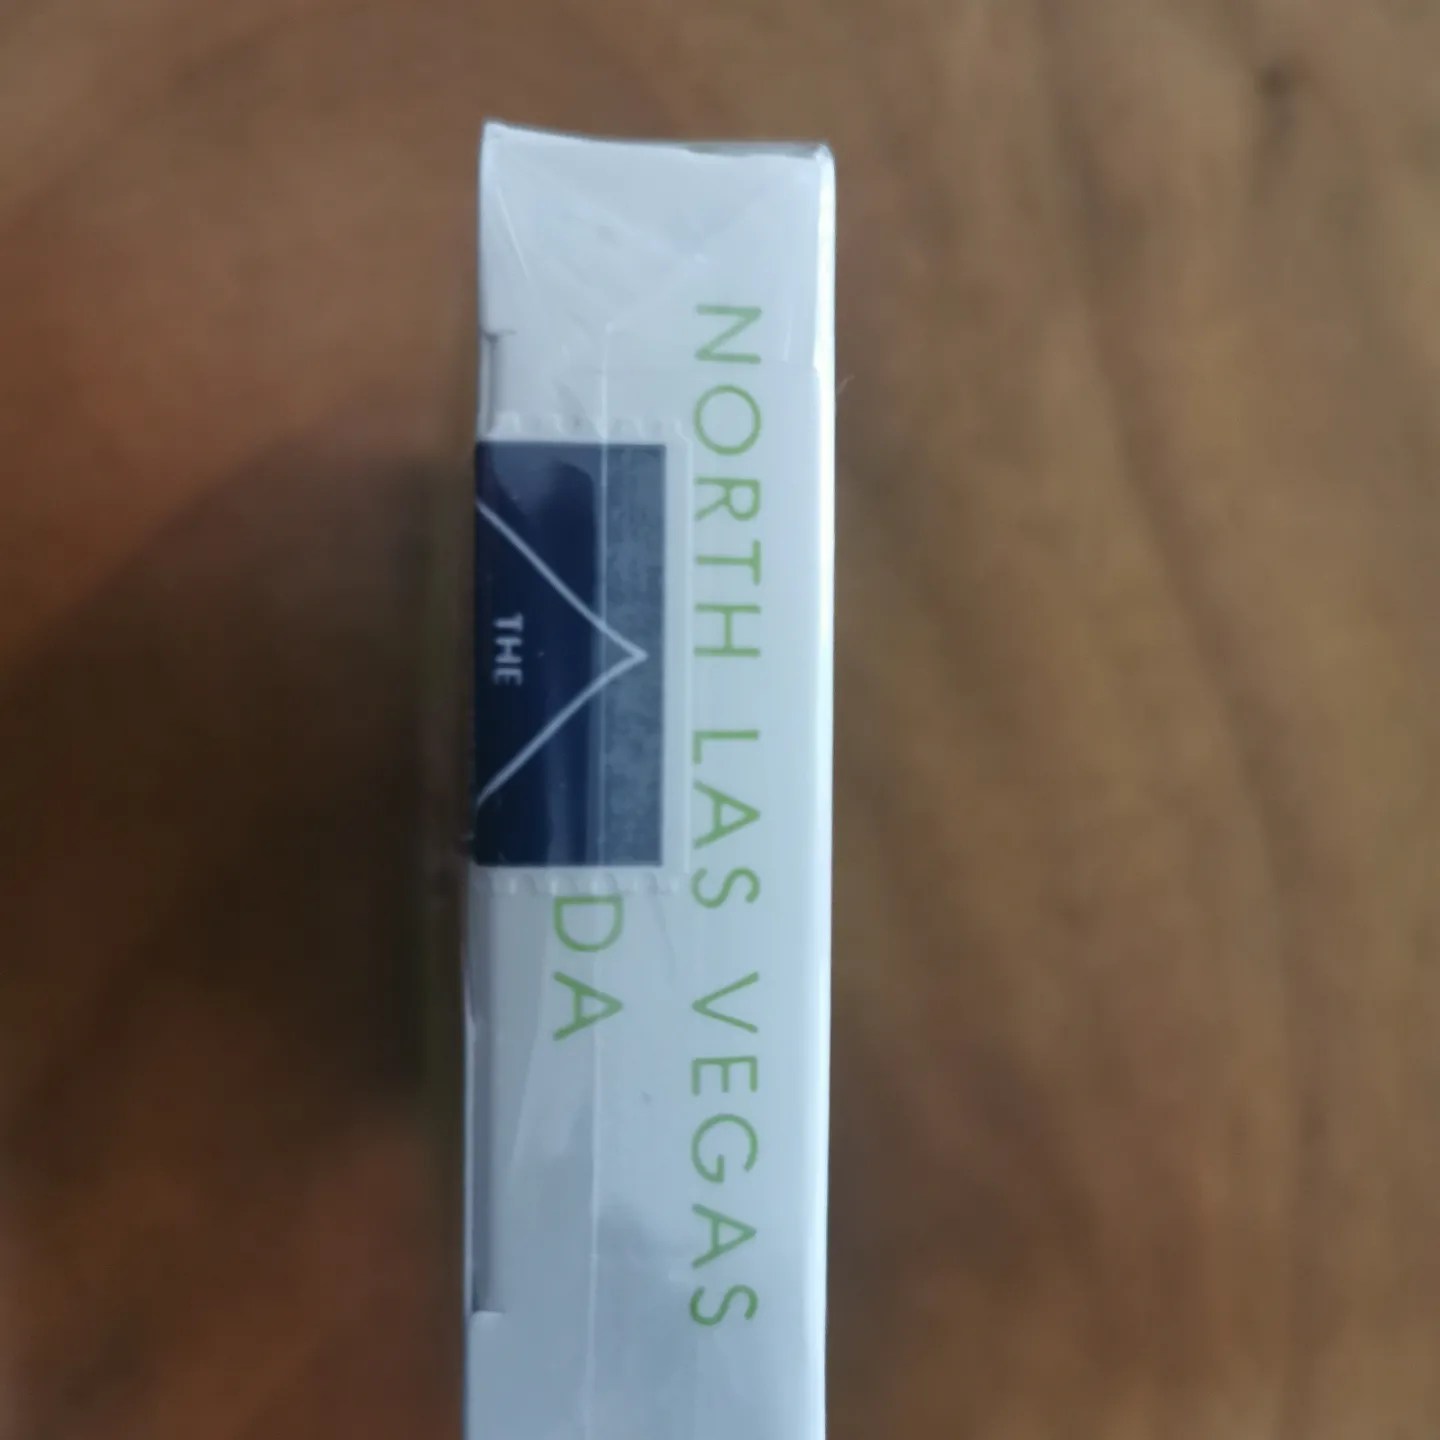 NORTH LAS VEGAS
DA
THE